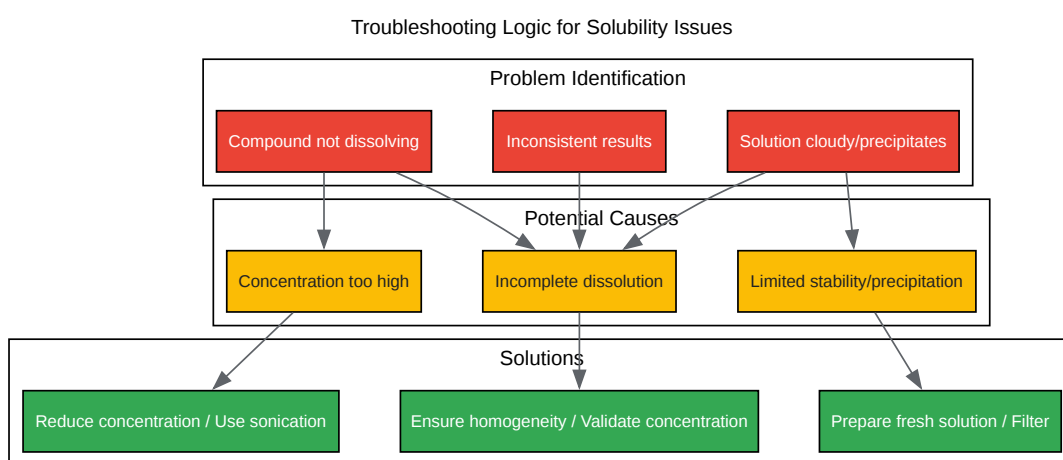 Troubleshooting Logic for Solubility Issues
Problem Identification
Compound not dissolving
Inconsistent results
Solution cloudy/precipitates
Potential Causes
Concentration too high
Incomplete dissolution
Limited stability/precipitation
Solutions
Reduce concentration / Use sonication
Ensure homogeneity / Validate concentration
Prepare fresh solution / Filter